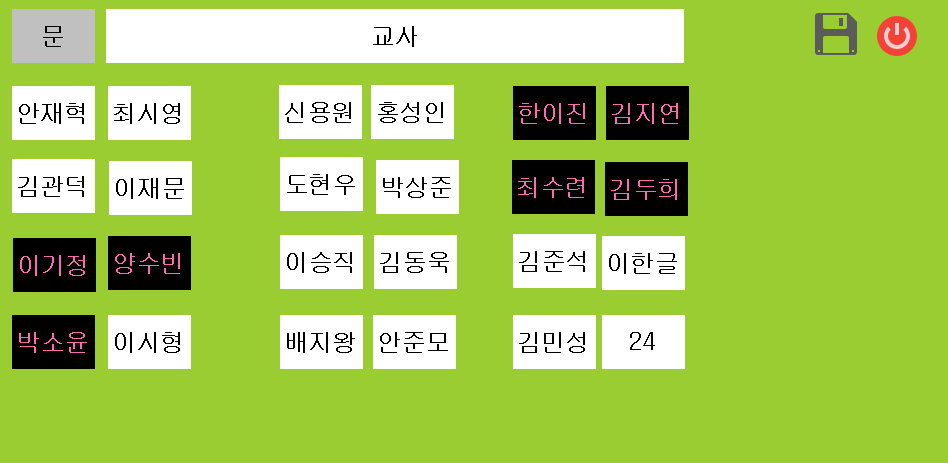 문 교사
안재혁 최시영 신용원 홍성인 한이진 김지연
김관덕 이재문 도현우 박상준 최수련 김두희
이기정 양수빈 이승직 김동욱 김준석 이한글
박소윤 이시형 배지왕 안준모 김민성 24